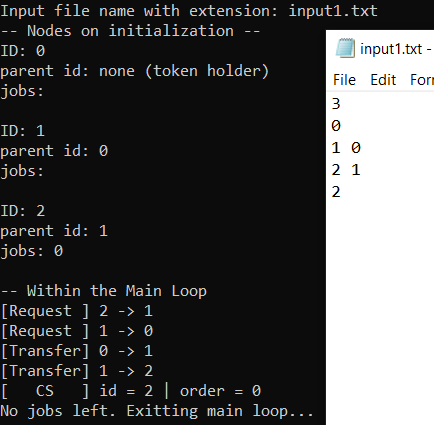 Input file name with extension: input1.txt
-- Nodes on initialization --
ID: 0
parent id: none (token holder)
jobs:
ID: 1
parent id: 0
jobs:
ID: 2
parent id: 1
jobs: 0
-- Within the Main Loop
[Request ] 2 -> 1
[Request ] 1 -> 0
[Transfer] 0 -> 1
[Transfer] 1 -> 2
[   CS   ] id = 2 | order = 0
No jobs left. Exitting main loop...
input1.txt -
File Edit For
3
0
1 0
2 1
2